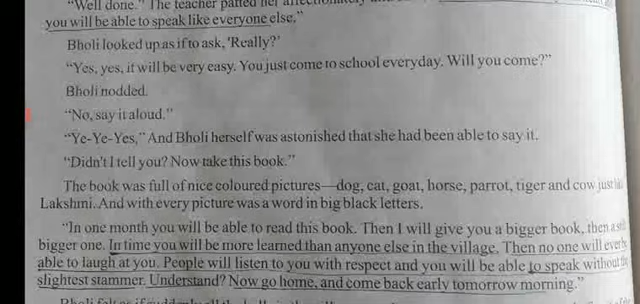 "Well done." The teacher patted her affectionately and
you will be able to speak like everyone else."
Bholi looked up as if to ask, 'Really?'
"Yes, yes, it will be very easy. You just come to school everyday. Will you come?"
Bholi nodded.
"No, say it aloud."
"Ye-Ye-Yes," And Bholi herself was astonished that she had been able to say it.
"Didn't I tell you? Now take this book."
The book was full of nice coloured pictures—dog, cat, goat, horse, parrot, tiger and cow just
Lakshmi. And with every picture was a word in big black letters.
"In one month you will be able to read this book. Then I will give you a bigger book, then a
bigger one. In time you will be more learned than anyone else in the village. Then no one will ever
able to laugh at you. People will listen to you with respect and you will be able to speak without
slightest stammer. Understand? Now go home, and come back early tomorrow morning."